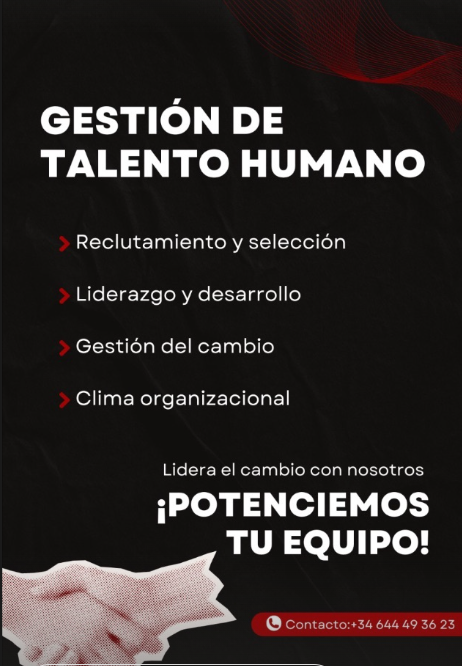 GESTIÓN DE
TALENTO HUMANO
Reclutamiento y selección
Liderazgo y desarrollo
Gestión del cambio
Clima organizacional
Lidera el cambio con nosotros
¡POTENCIEMOS
TU EQUIPO!
Contacto:+34 644 49 36 23